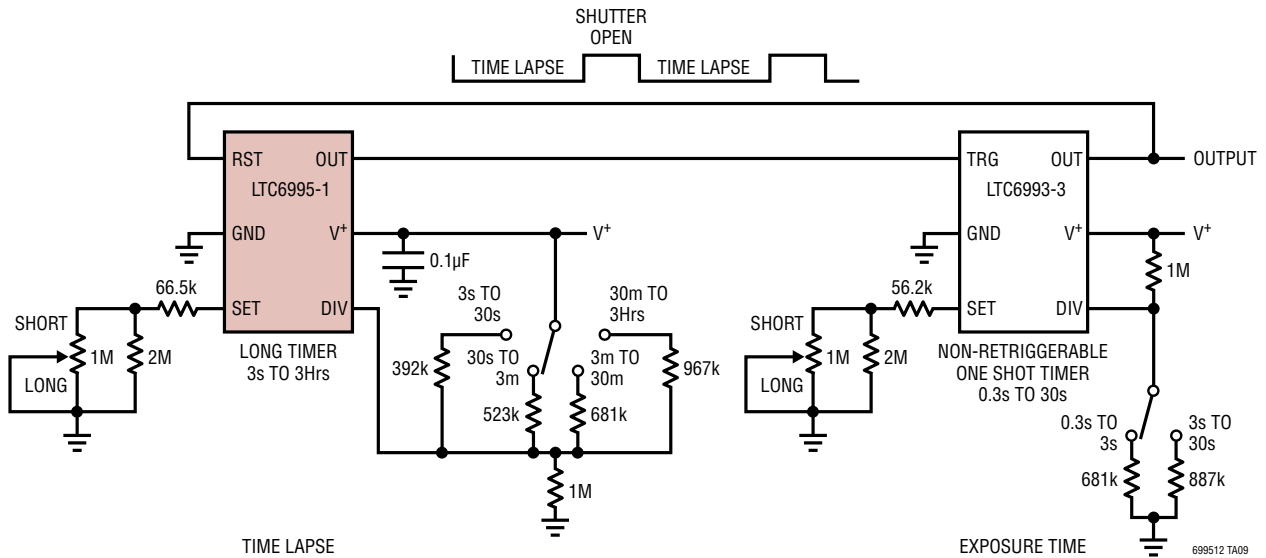 SHUTTER
OPEN
TIME LAPSE
TIME LAPSE
RST
OUT
LTC6995-1
GND
V+
SET
DIV
LONG TIMER
3s TO 3Hrs
66.5k
SHORT
1M
LONG
2M
0.1µF
V+
3s TO
30s
392k
30s TO
3m
523k
3m TO
30m
681k
30m TO
3Hrs
967k
1M
TIME LAPSE
TRG
OUT
LTC6993-3
GND
V+
SET
DIV
NON-RETRIGGERABLE
ONE SHOT TIMER
0.3s TO 30s
OUTPUT
V+
1M
56.2k
SHORT
1M
LONG
2M
0.3s TO
3s
681k
3s TO
30s
887k
EXPOSURE TIME
699512 TA09